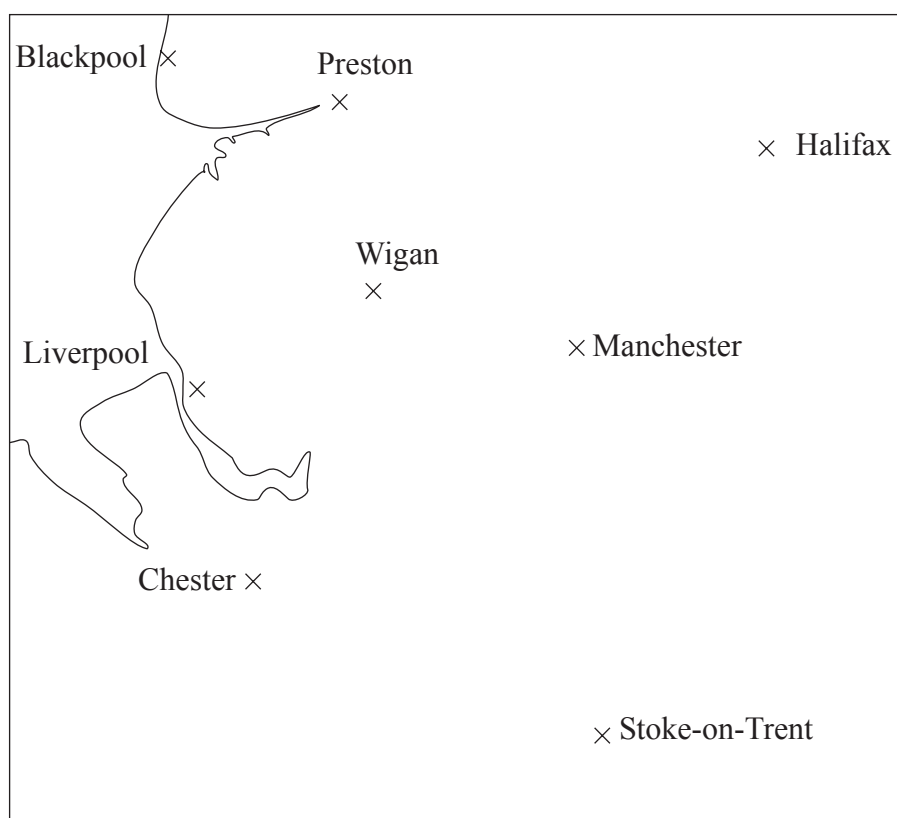 Blackpool
Preston
Halifax
Wigan
Liverpool
Manchester
Chester
Stoke-on-Trent